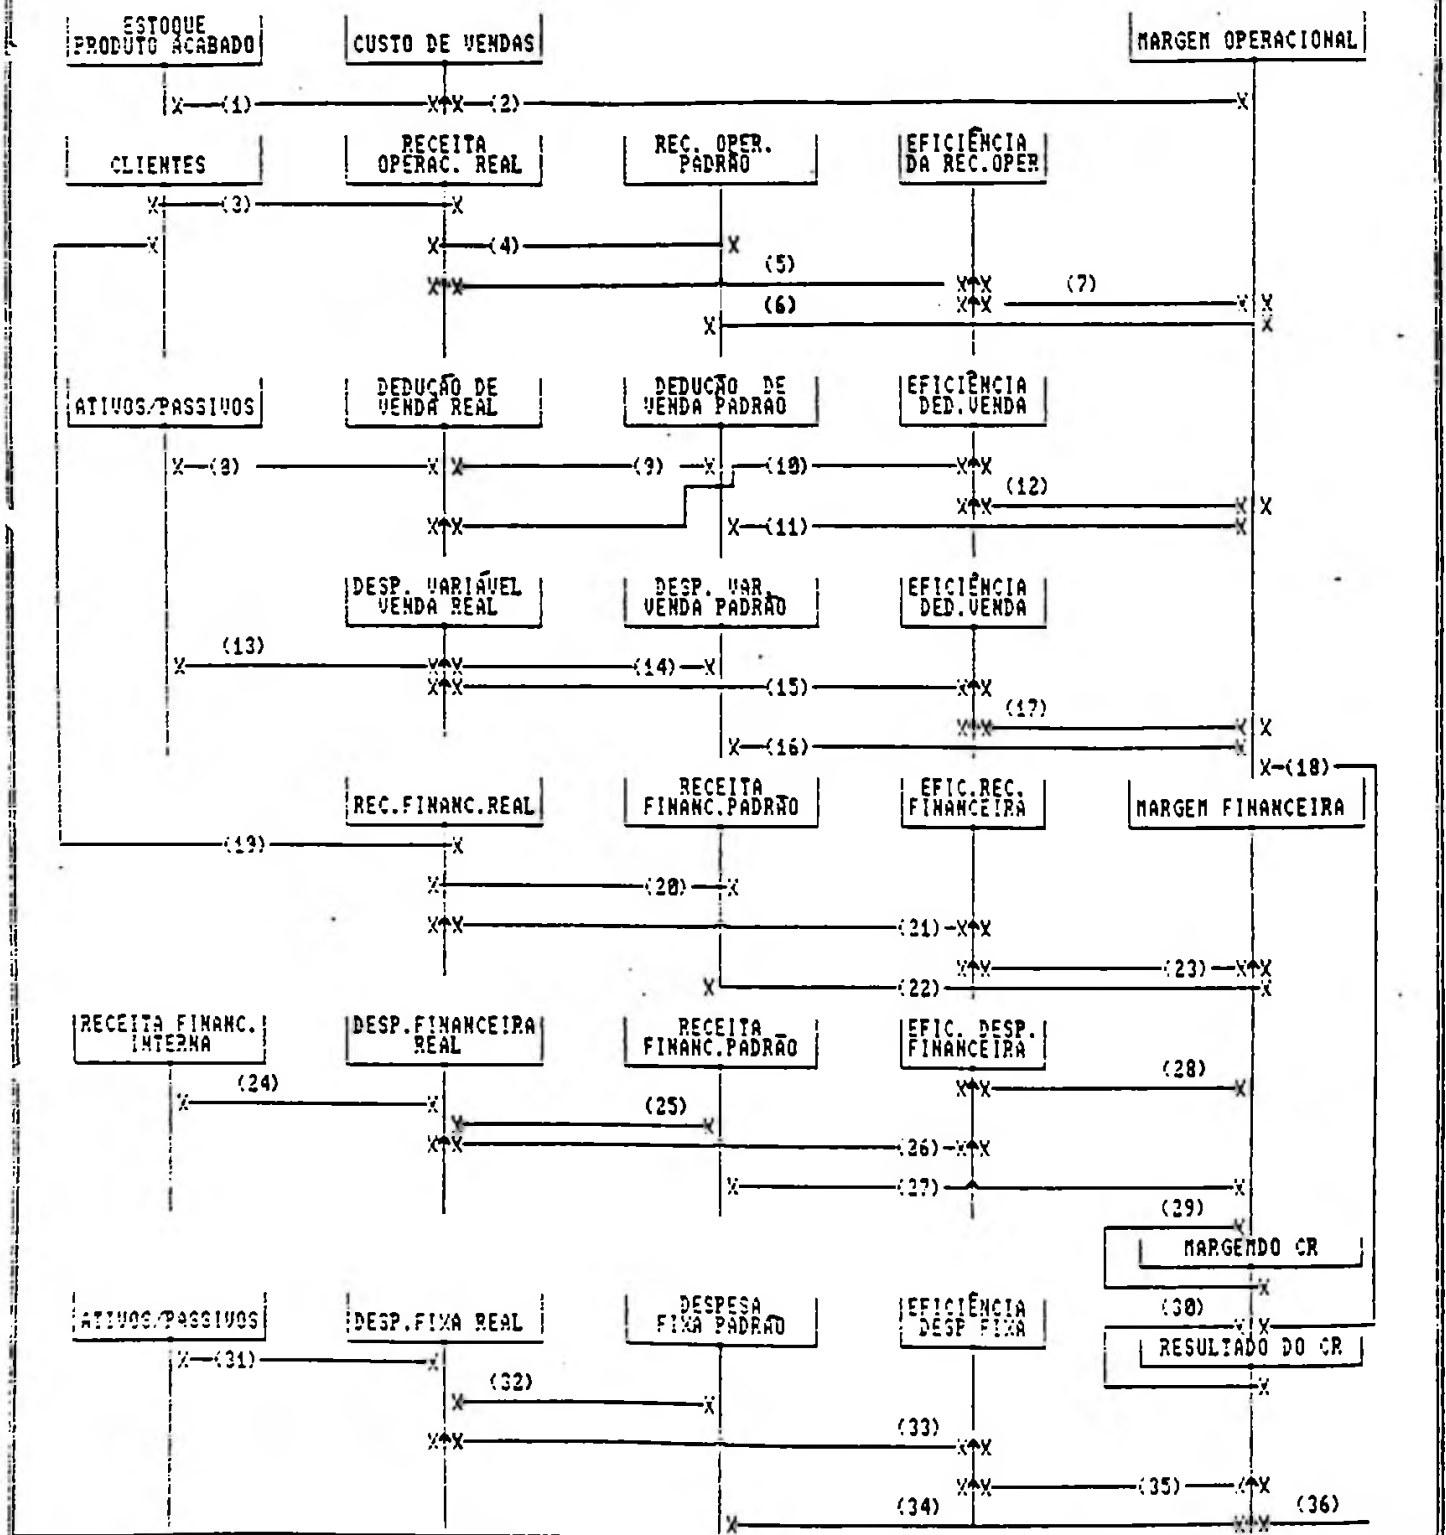 ESTOQUE
PRODUTO ACABADO
CUSTO DE VENDAS
MARGEM OPERACIONAL
X (1) X X (2) X
CLIENTES
RECEITA
OPERAC. REAL
REC. OPER.
PADRÃO
EFICIÊNCIA
DA REC.OPER
X (3) X
X X (4) X
(5)
X X X X
(7)
X X X X
(6)
X X
ATIVOS/PASSIVOS
DEDUÇÃO DE
VENDA REAL
DEDUÇÃO DE
VENDA PADRÃO
EFICIÊNCIA
DED.VENDA
X (8) X X (9) X (10) X X
(12)
X X X X
X X X (11) X
DESP. VARIÁVEL
VENDA REAL
DESP. VAR.
VENDA PADRÃO
EFICIÊNCIA
DED.VENDA
(13)
X X X (14) X
X X (15) X X
(17)
X X X X
X (16) X
X (18)
REC.FINANC.REAL
RECEITA
FINANC.PADRÃO
EFIC.REC.
FINANCEIRA
MARGEM FINANCEIRA
(19) X
X (20) X
X X (21) X X
X X (23) X X
X (22) X
RECEITA FINANC.
INTERNA
DESP.FINANCEIRA
REAL
RECEITA
FINANC.PADRÃO
EFIC. DESP.
FINANCEIRA
(24)
X X
(28)
X X X
(25)
X X
X X (26) X X
X (27) X
(29)
X
MARGEMDO CR
X
(30)
X X
RESULTADO DO CR
X
ATIVOS/PASSIVOS
DESP.FIXA REAL
DESPESA
FIXA PADRÃO
EFICIÊNCIA
DESP FIXA
X (31) X
(32)
X X
(33)
X X X X
X X (35) X
(34)
X X X
(36)